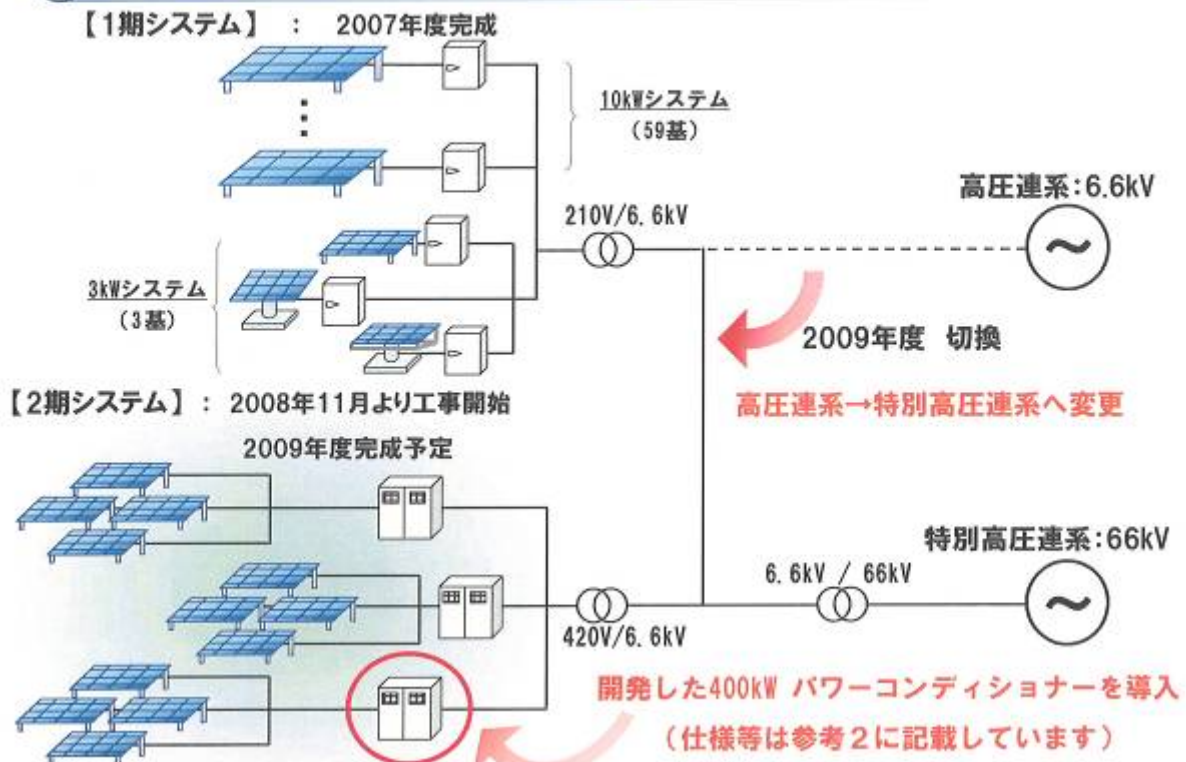 【1期システム】 : 2007年度完成
10kWシステム
(59基)
高圧連系:6.6kV
210V/6.6kV
3kWシステム
(3基)
2009年度 切換
高圧連系→特別高圧連系へ変更
【2期システム】 : 2008年11月より工事開始
2009年度完成予定
特別高圧連系:66kV
6.6kV / 66kV
420V/6.6kV
開発した400kW パワーコンディショナーを導入
(仕様等は参考2に記載しています)